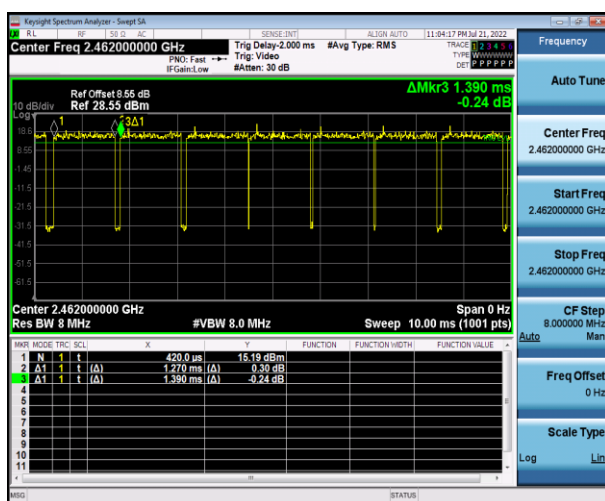 Keysight Spectrum Analyzer - Swept SA
RL RF 50 Ω AC SENSE:INT ALIGN AUTO 11:04:17 PM Jul 21, 2022
Center Freq 2.462000000 GHz
PNO: Fast
IFGain:Low
Trig Delay-2.000 ms
Trig: Video
#Atten: 30 dB
#Avg Type: RMS
TRACE 1 2 3 4 5 6
TYPE WWWWWW
DET P P P P P P
Ref Offset 8.55 dB
10 dB/div Ref 28.55 dBm
ΔMkr3 1.390 ms
-0.24 dB
Log
1
3Δ1
18.6
8.55
-1.45
-11.5
-21.5
-31.5
-41.5
-51.5
-61.5
Center 2.462000000 GHz Span 0 Hz
Res BW 8 MHz #VBW 8.0 MHz Sweep 10.00 ms (1001 pts)
MKR MODE TRC SCL X Y FUNCTION FUNCTION WIDTH FUNCTION VALUE
1 N 1 t 420.0 µs 15.19 dBm
2 Δ1 1 t (Δ) 1.270 ms (Δ) 0.30 dB
3 Δ1 1 t (Δ) 1.390 ms (Δ) -0.24 dB
4
5
6
7
8
9
10
11
MSG STATUS
Frequency
Auto Tune
Center Freq
2.462000000 GHz
Start Freq
2.462000000 GHz
Stop Freq
2.462000000 GHz
CF Step
8.000000 MHz
Auto Man
Freq Offset
0 Hz
Scale Type
Log Lin